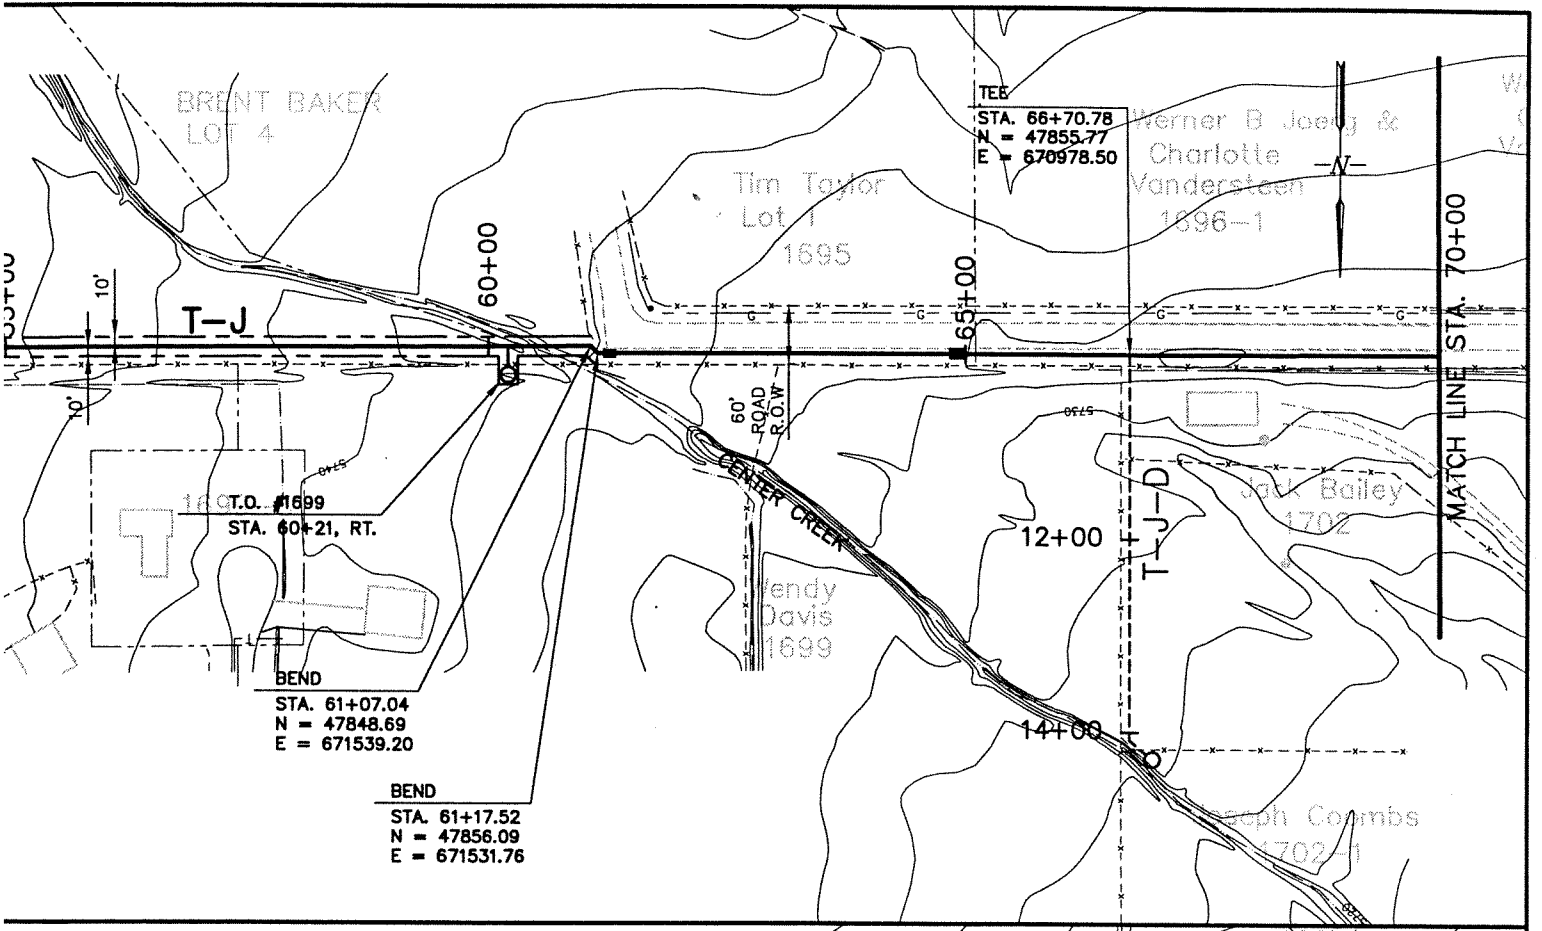 BRENT BAKER
LOT 4
TEE
STA. 66+70.78
N = 47855.77
E = 670978.50
Werner B Joerg &
Charlotte
Vandersteen
1696-1
-N-
Tim Taylor
Lot 1
1695
60+00
65+00
MATCH LINE STA. 70+00
10'
T-J
G
G
G
G
10'
60'
ROAD
R.O.W.
5730
5740
T.O. #1699
STA. 60+21, RT.
CENTER CREEK
Jack Bailey
1702
12+00
T-J-D
Wendy
Davis
1699
BEND
STA. 61+07.04
N = 47848.69
E = 671539.20
14+00
BEND
STA. 61+17.52
N = 47856.09
E = 671531.76
Coombs
1702-1